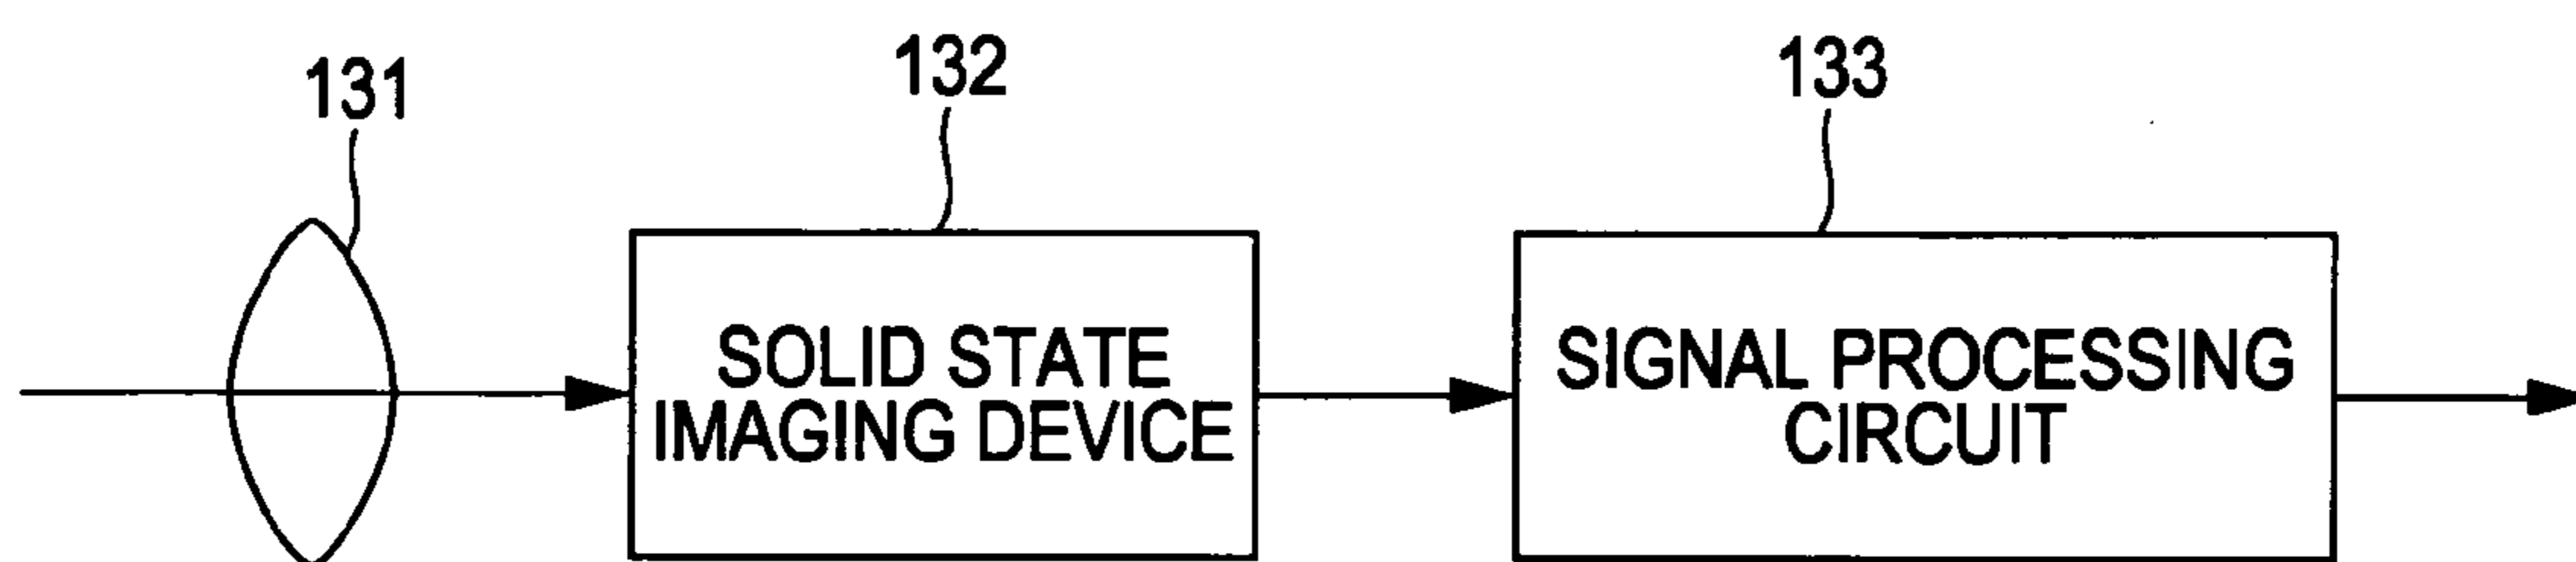 131
132
133
SOLID STATE
IMAGING DEVICE
SIGNAL PROCESSING
CIRCUIT